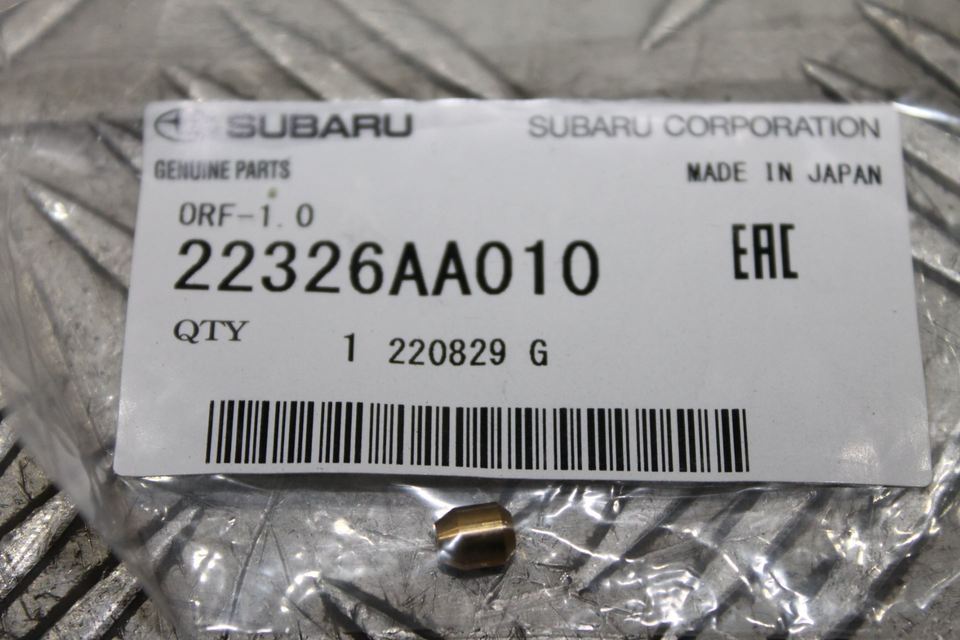 SUBARU SUBARU CORPORATION
GENUINE PARTS MADE IN JAPAN
ORF-1.0
22326AA010 EAC
QTY 1 220829 G